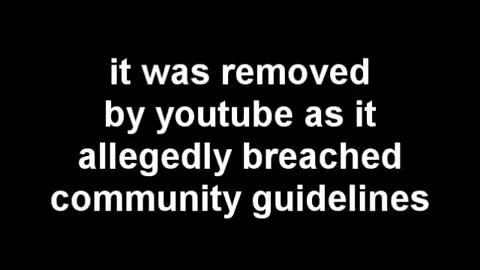 it was removed
by youtube as it
allegedly breached
community guidelines